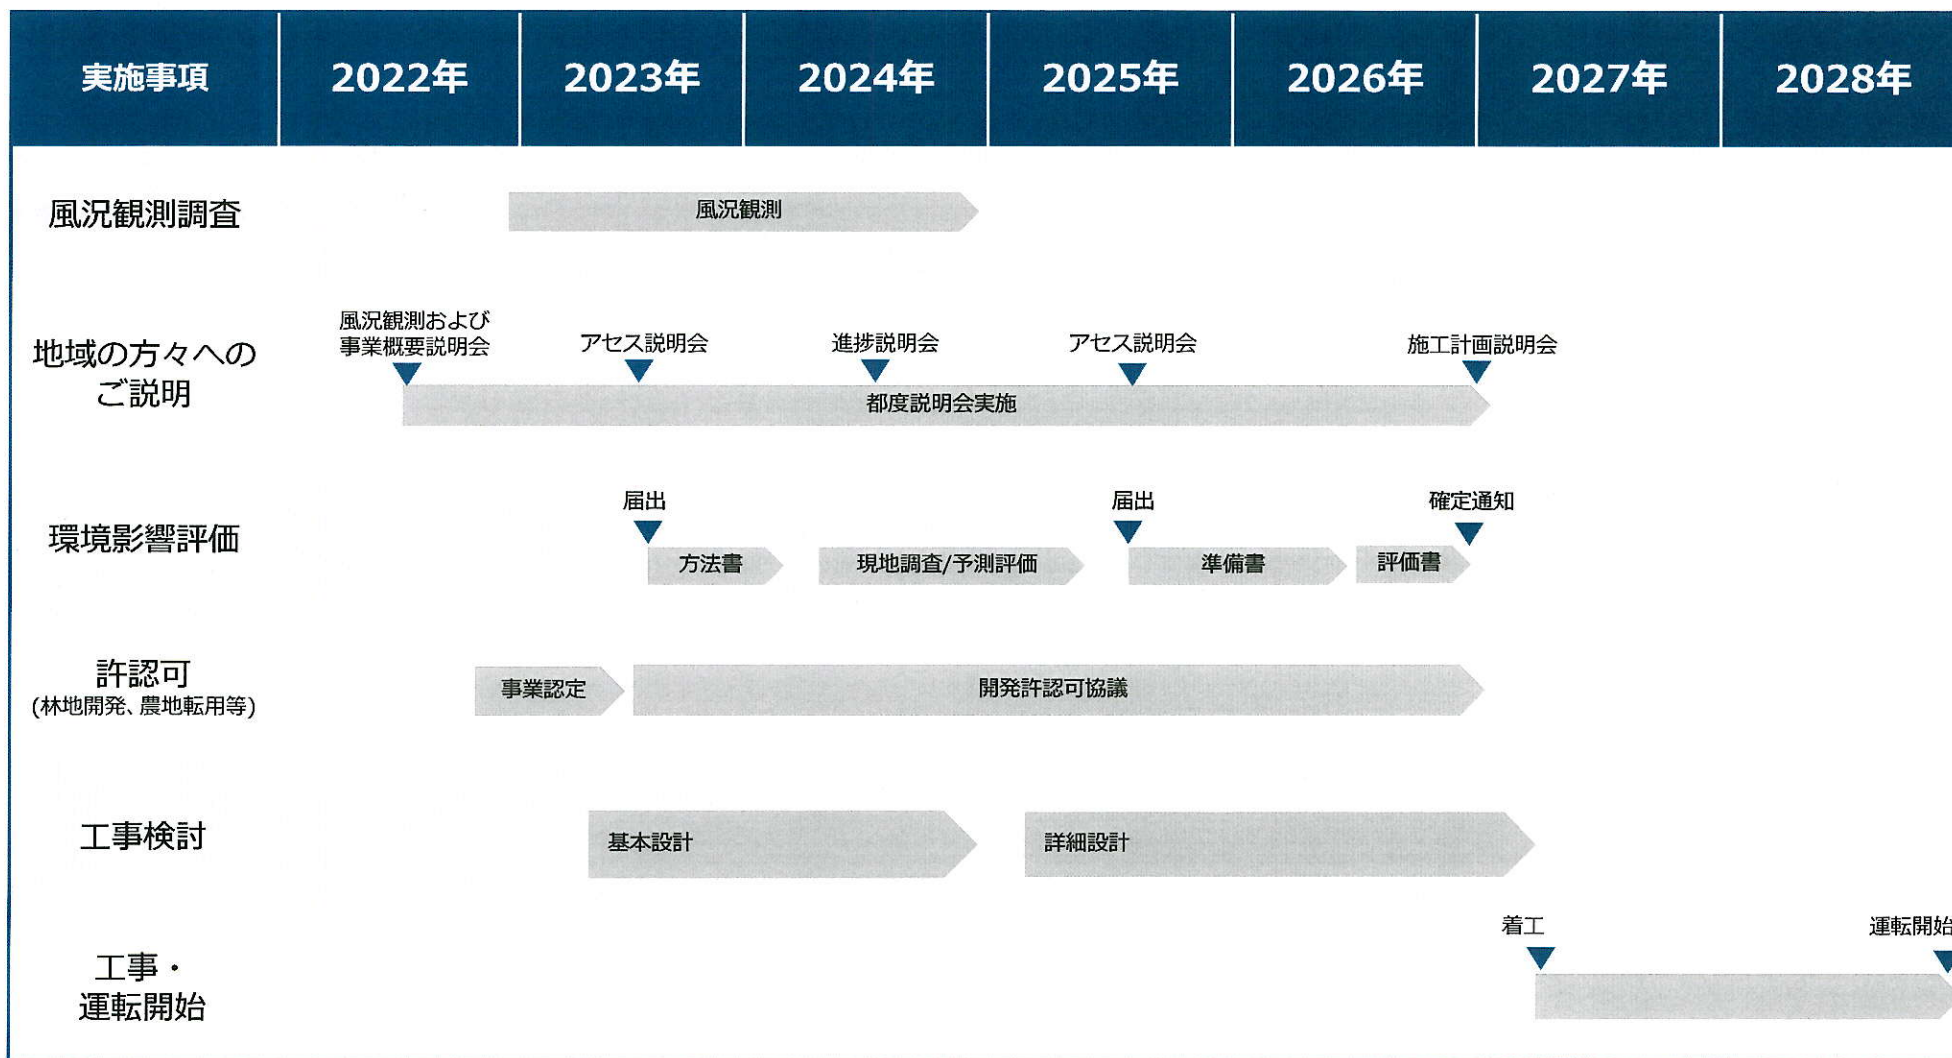 実施事項
2022年
2023年
2024年
2025年
2026年
2027年
2028年
風況観測調査
風況観測
地域の方々への
ご説明
風況観測および
事業概要説明会
アセス説明会
進捗説明会
アセス説明会
施工計画説明会
都度説明会実施
環境影響評価
届出
届出
確定通知
方法書
現地調査/予測評価
準備書
評価書
許認可
(林地開発、農地転用等)
事業認定
開発許認可協議
工事検討
基本設計
詳細設計
工事・
運転開始
着工
運転開始